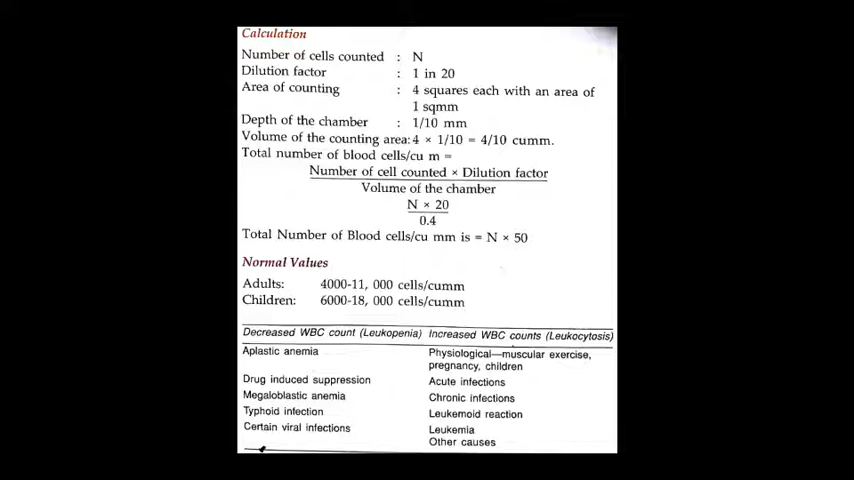 Calculation
Number of cells counted : N
Dilution factor : 1 in 20
Area of counting : 4 squares each with an area of
1 sqmm
Depth of the chamber : 1/10 mm
Volume of the counting area: 4 × 1/10 = 4/10 cumm.
Total number of blood cells/cu m =
Number of cell counted × Dilution factor
Volume of the chamber
N × 20
0.4
Total Number of Blood cells/cu mm is = N × 50
Normal Values
Adults: 4000-11, 000 cells/cumm
Children: 6000-18, 000 cells/cumm
Decreased WBC count (Leukopenia) Increased WBC counts (Leukocytosis)
Aplastic anemia Physiological—muscular exercise,
pregnancy, children
Drug induced suppression Acute infections
Megaloblastic anemia Chronic infections
Typhoid infection Leukemoid reaction
Certain viral infections Leukemia
Other causes